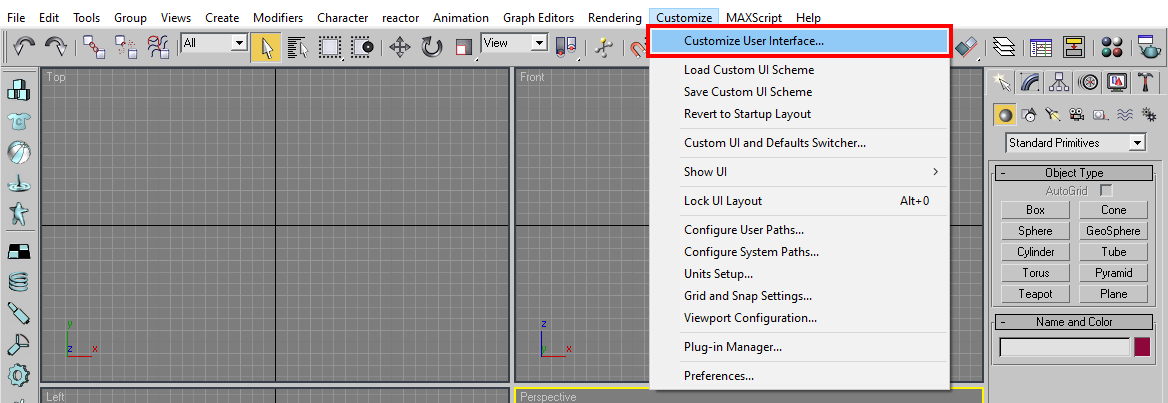 File Edit Tools Group Views Create Modifiers Character reactor Animation Graph Editors Rendering Customize MAXScript Help
All
View
Customize User Interface...
Load Custom UI Scheme
Save Custom UI Scheme
Revert to Startup Layout
Custom UI and Defaults Switcher...
Show UI
Lock UI Layout Alt+0
Configure User Paths...
Configure System Paths...
Units Setup...
Grid and Snap Settings...
Viewport Configuration...
Plug-in Manager...
Preferences...
Top
y
z x
Front
z
y x
Left
Perspective
Standard Primitives
- Object Type
AutoGrid
Box Cone
Sphere GeoSphere
Cylinder Tube
Torus Pyramid
Teapot Plane
- Name and Color